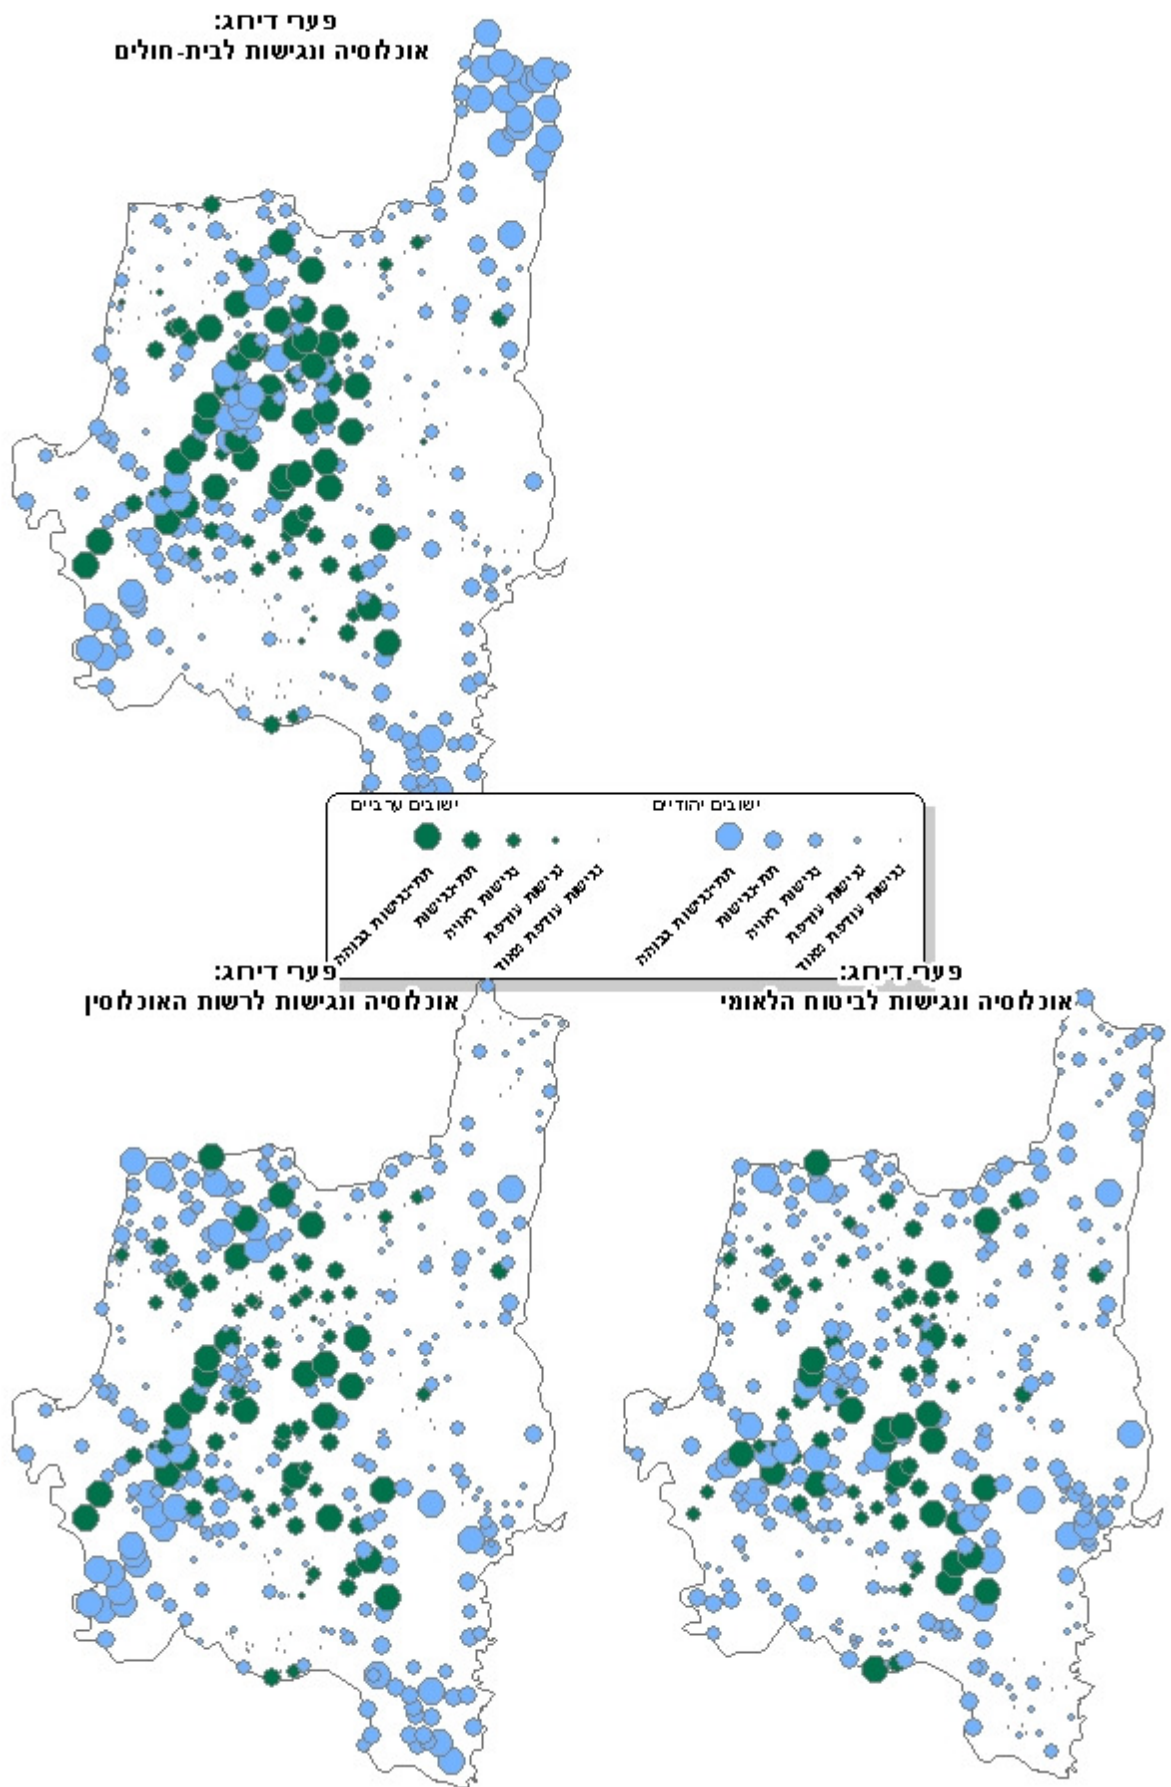 פערי דירוג:
אוכלוסיה ונגישות לבית-חולים
ישובים ערביים
ישובים יהודיים
תת-נגישות גבוהה
תת-נגישות
נגישות ראויה
נגישות עודפת
נגישות עודפת מאוד
תת-נגישות גבוהה
תת-נגישות
נגישות ראויה
נגישות עודפת
נגישות עודפת מאוד
פערי דירוג:
אוכלוסיה ונגישות לרשות האוכלוסין
פערי דירוג:
אוכלוסיה ונגישות לביטוח הלאומי